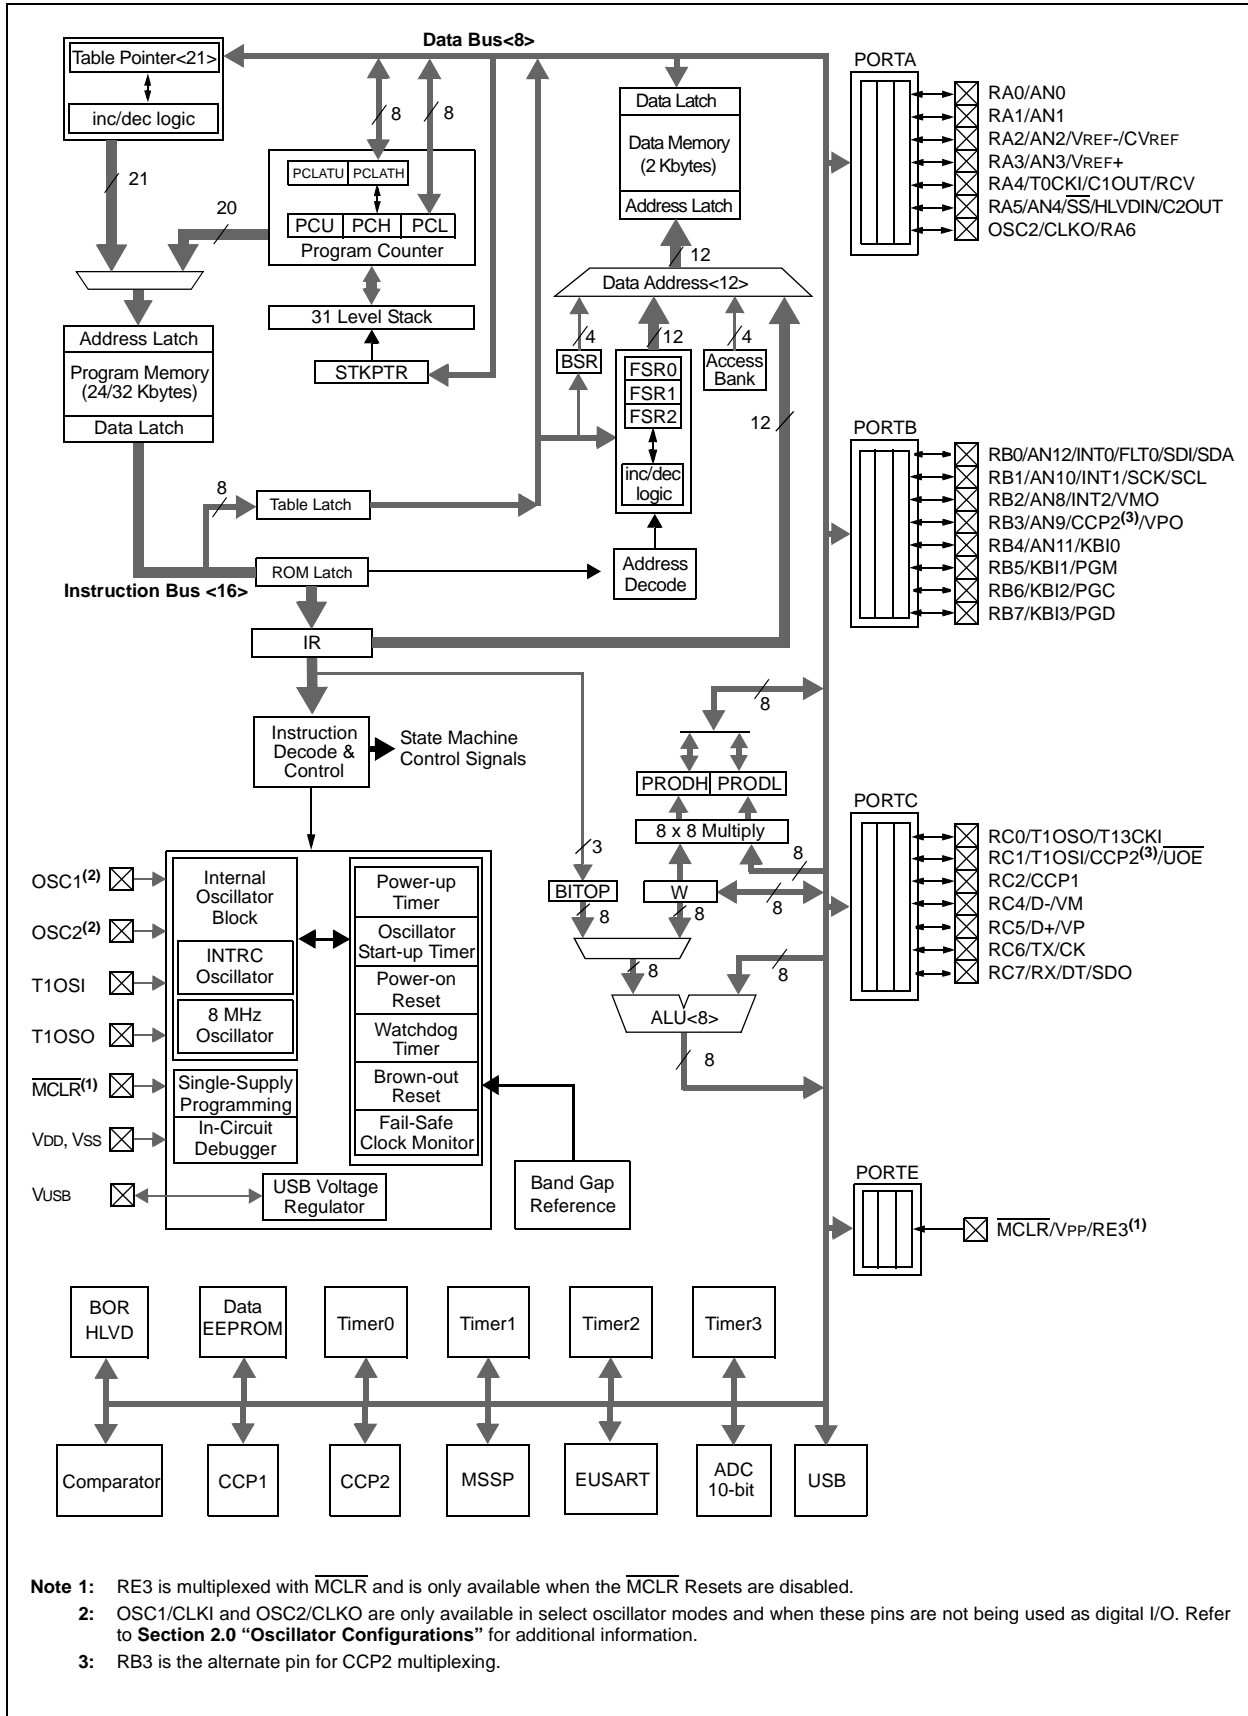 Data Bus<8>
Table Pointer<21>
inc/dec logic
21
20
8
8
PCLATU PCLATH
PCU PCH PCL
Program Counter
31 Level Stack
STKPTR
Address Latch
Program Memory
(24/32 Kbytes)
Data Latch
8
Table Latch
ROM Latch
Instruction Bus <16>
IR
Instruction
Decode &
Control
State Machine
Control Signals
Data Latch
Data Memory
(2 Kbytes)
Address Latch
12
Data Address<12>
4
12
4
BSR
FSR0
FSR1
FSR2
inc/dec
logic
Access
Bank
12
Address
Decode
8
PRODH PRODL
8 x 8 Multiply
3
8
BITOP
W
8
8
8
8
8
ALU<8>
8
OSC1(2)
OSC2(2)
T1OSI
T1OSO
MCLR(1)
VDD, VSS
VUSB
Internal
Oscillator
Block
INTRC
Oscillator
8 MHz
Oscillator
Single-Supply
Programming
In-Circuit
Debugger
USB Voltage
Regulator
Power-up
Timer
Oscillator
Start-up Timer
Power-on
Reset
Watchdog
Timer
Brown-out
Reset
Fail-Safe
Clock Monitor
Band Gap
Reference
PORTA
RA0/AN0
RA1/AN1
RA2/AN2/VREF-/CVREF
RA3/AN3/VREF+
RA4/T0CKI/C1OUT/RCV
RA5/AN4/SS/HLVDIN/C2OUT
OSC2/CLKO/RA6
PORTB
RB0/AN12/INT0/FLT0/SDI/SDA
RB1/AN10/INT1/SCK/SCL
RB2/AN8/INT2/VMO
RB3/AN9/CCP2(3)/VPO
RB4/AN11/KBI0
RB5/KBI1/PGM
RB6/KBI2/PGC
RB7/KBI3/PGD
PORTC
RC0/T1OSO/T13CKI
RC1/T1OSI/CCP2(3)/UOE
RC2/CCP1
RC4/D-/VM
RC5/D+/VP
RC6/TX/CK
RC7/RX/DT/SDO
PORTE
MCLR/VPP/RE3(1)
BOR
HLVD
Data
EEPROM
Timer0
Timer1
Timer2
Timer3
Comparator
CCP1
CCP2
MSSP
EUSART
ADC
10-bit
USB
Note 1: RE3 is multiplexed with MCLR and is only available when the MCLR Resets are disabled.
2: OSC1/CLKI and OSC2/CLKO are only available in select oscillator modes and when these pins are not being used as digital I/O. Refer
to Section 2.0 “Oscillator Configurations” for additional information.
3: RB3 is the alternate pin for CCP2 multiplexing.